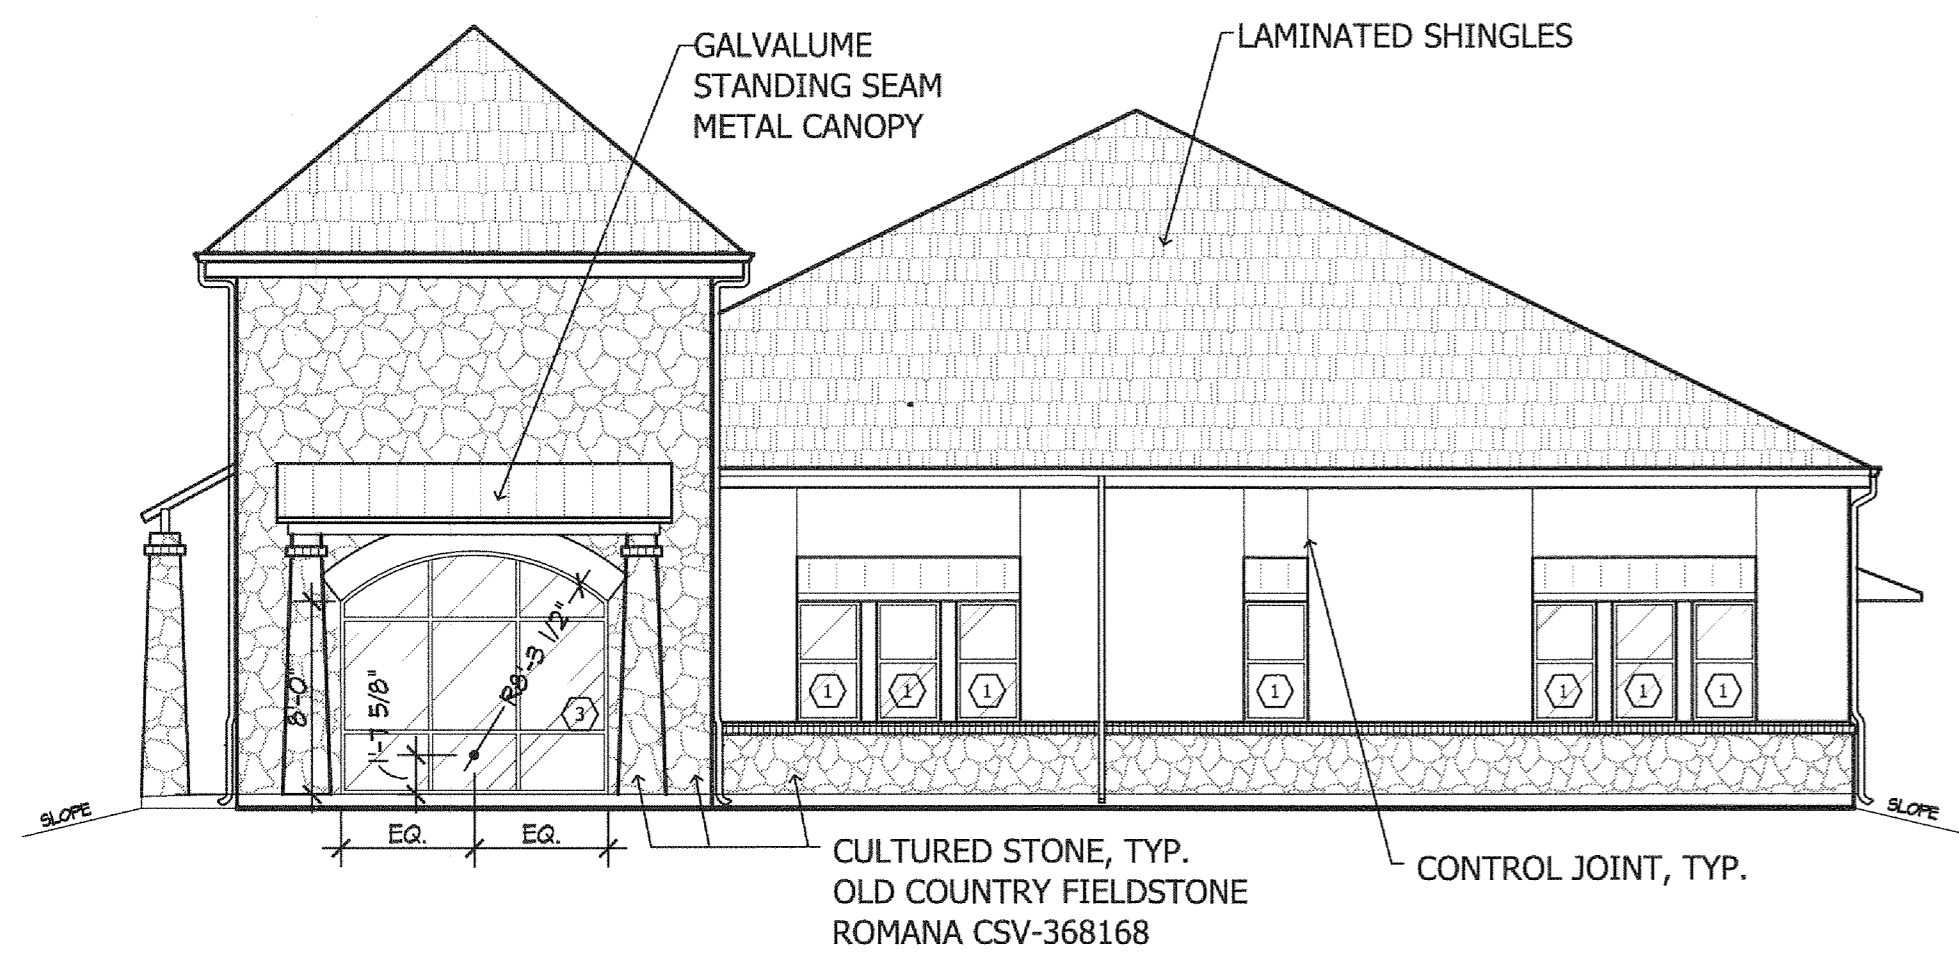 GALVALUME
STANDING SEAM
METAL CANOPY
LAMINATED SHINGLES
8'-0"
1'-7 5/8"
R8'-3 1/2"
3
1
1
1
1
1
1
1
SLOPE
SLOPE
EQ.
EQ.
CULTURED STONE, TYP.
OLD COUNTRY FIELDSTONE
ROMANA CSV-368168
CONTROL JOINT, TYP.